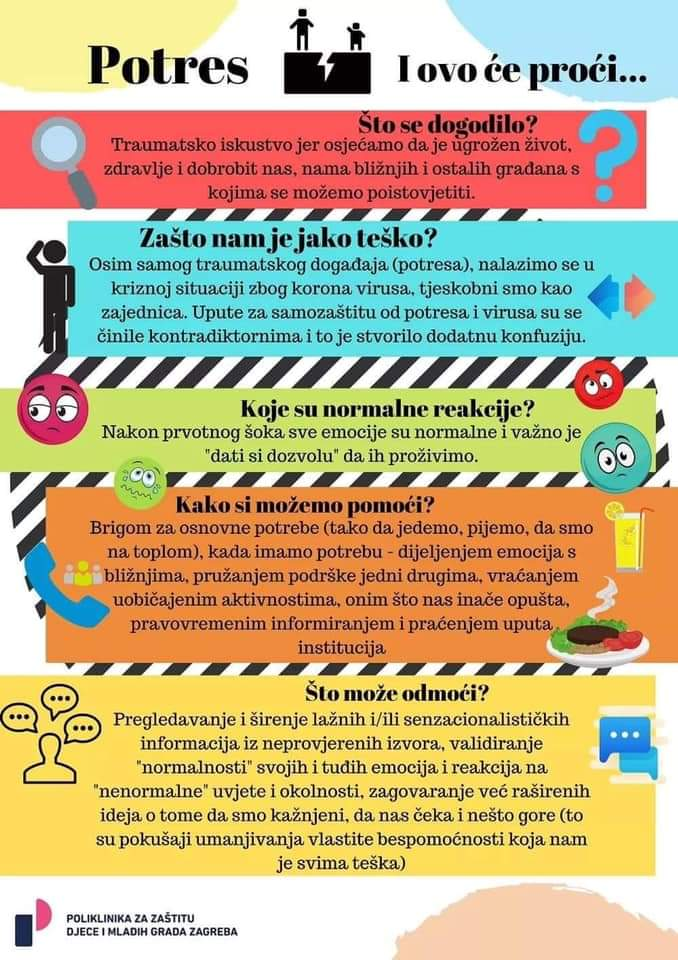 Potres
I ovo će proći...
Što se dogodilo?
Traumatsko iskustvo jer osjećamo da je ugrožen život,
zdravlje i dobrobit nas, nama bližnjih i ostalih građana s
kojima se možemo poistovjetiti.
Zašto nam je jako teško?
Osim samog traumatskog događaja (potresa), nalazimo se u
kriznoj situaciji zbog korona virusa, tjeskobni smo kao
zajednica. Upute za samozaštitu od potresa i virusa su se
činile kontradiktornima i to je stvorilo dodatnu konfuziju.
Koje su normalne reakcije?
Nakon prvotnog šoka sve emocije su normalne i važno je
"dati si dozvolu" da ih proživimo.
Kako si možemo pomoći?
Brigom za osnovne potrebe (tako da jedemo, pijemo, da smo
na toplom), kada imamo potrebu - dijeljenjem emocija s
bližnjima, pružanjem podrške jedni drugima, vraćanjem
uobičajenim aktivnostima, onim što nas inače opušta,
pravovremenim informiranjem i praćenjem uputa
institucija
Što može odmoći?
Pregledavanje i širenje lažnih i/ili senzacionalističkih
informacija iz neprovjerenih izvora, validiranje
"normalnosti" svojih i tuđih emocija i reakcija na
"nenormalne" uvjete i okolnosti, zagovaranje već raširenih
ideja o tome da smo kažnjeni, da nas čeka i nešto gore (to
su pokušaji umanjivanja vlastite bespomoćnosti koja nam
je svima teška)
POLIKLINIKA ZA ZAŠTITU
DJECE I MLADIH GRADA ZAGREBA